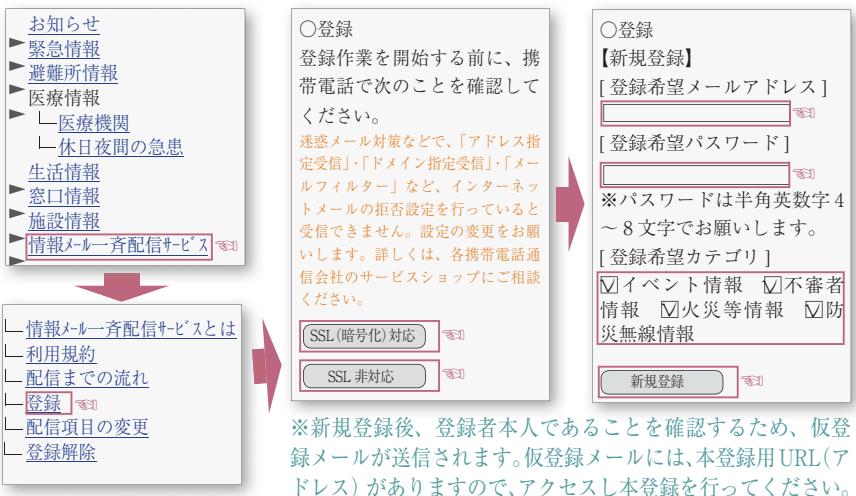 お知らせ
緊急情報
避難所情報
医療情報
医療機関
休日夜間の急患
生活情報
窓口情報
施設情報
情報ﾒｰﾙ一斉配信ｻｰﾋﾞｽ
情報ﾒｰﾙ一斉配信ｻｰﾋﾞｽとは
利用規約
配信までの流れ
登録
配信項目の変更
登録解除
○登録
登録作業を開始する前に、携
帯電話で次のことを確認して
ください。
迷惑メール対策などで、「アドレス指
定受信」・「ドメイン指定受信」・「メー
ルフィルター」など、インターネッ
トメールの拒否設定を行っていると
受信できません。設定の変更をお願
いします。詳しくは、各携帯電話通
信会社のサービスショップにご相談
ください。
SSL(暗号化)対応
SSL 非対応
○登録
【新規登録】
[ 登録希望メールアドレス ]
[ 登録希望パスワード ]
※パスワードは半角英数字４
～８文字でお願いします。
[ 登録希望カテゴリ ]
☑イベント情報　☑不審者
情報　☑火災等情報　☑防
災無線情報
新規登録
※新規登録後、登録者本人であることを確認するため、仮登
録メールが送信されます。仮登録メールには、本登録用URL(ア
ドレス）がありますので、アクセスし本登録を行ってください。